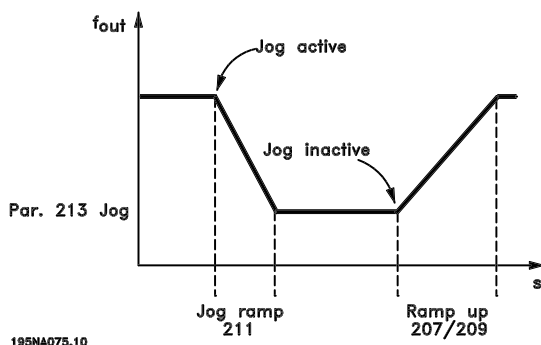 fout
Jog active
Jog inactive
Par. 213 Jog
s
Jog ramp
211
Ramp up
207/209
195NA075.10